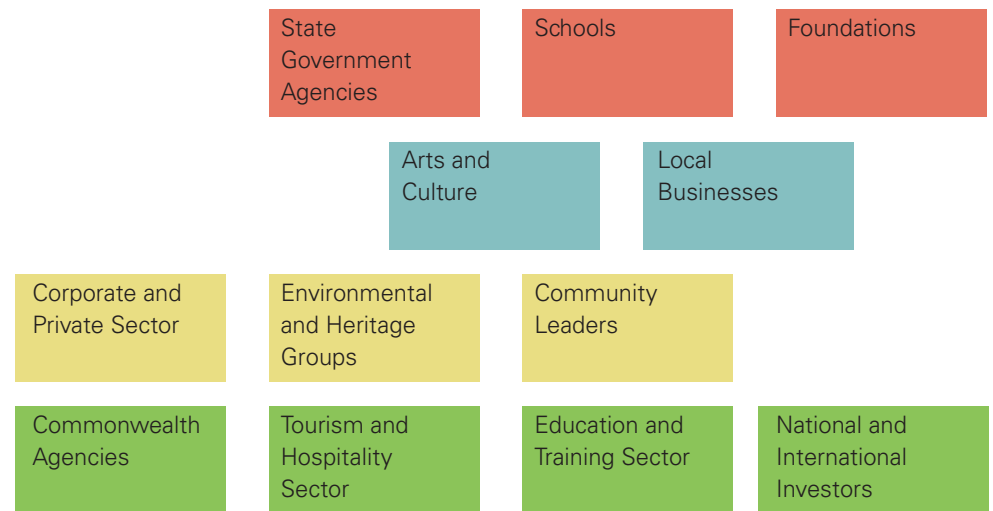 State
Government
Agencies
Schools
Foundations
Arts and
Culture
Local
Businesses
Corporate and
Private Sector
Environmental
and Heritage
Groups
Community
Leaders
Commonwealth
Agencies
Tourism and
Hospitality
Sector
Education and
Training Sector
National and
International
Investors